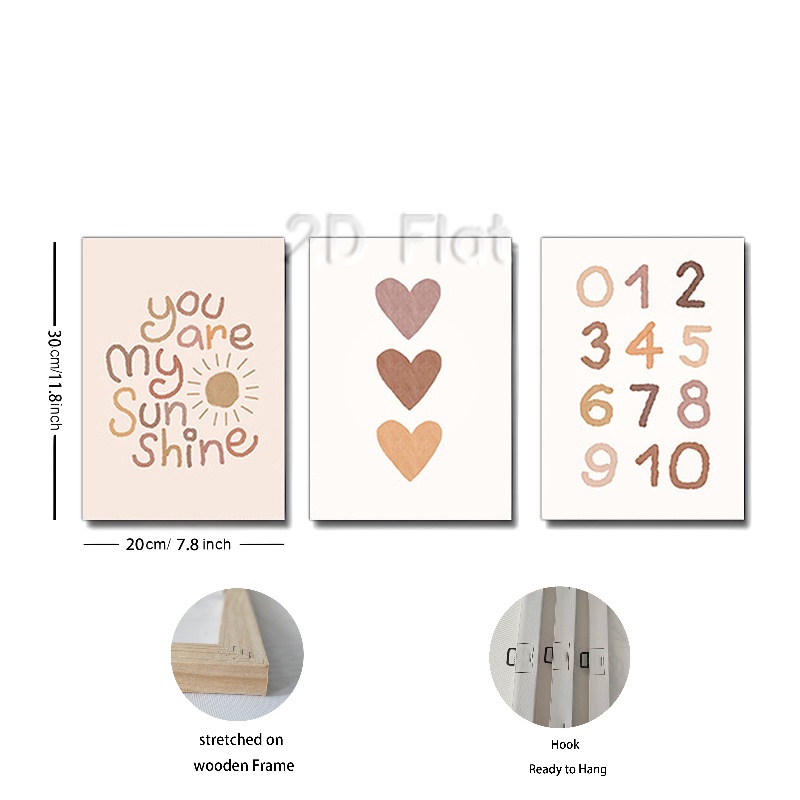 2D Flat
you
are
My
Sun
shine
0 1 2
3 4 5
6 7 8
9 10
30cm/11.8inch
20cm/ 7.8 inch
stretched on
wooden Frame
Hook
Ready to Hang